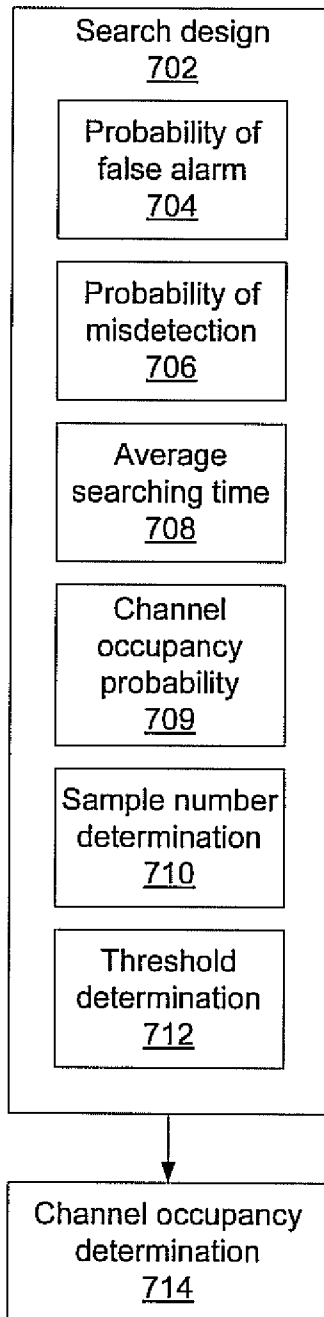 Search design
702
Probability of
false alarm
704
Probability of
misdetection
706
Average
searching time
708
Channel
occupancy
probability
709
Sample number
determination
710
Threshold
determination
712
Channel occupancy
determination
714